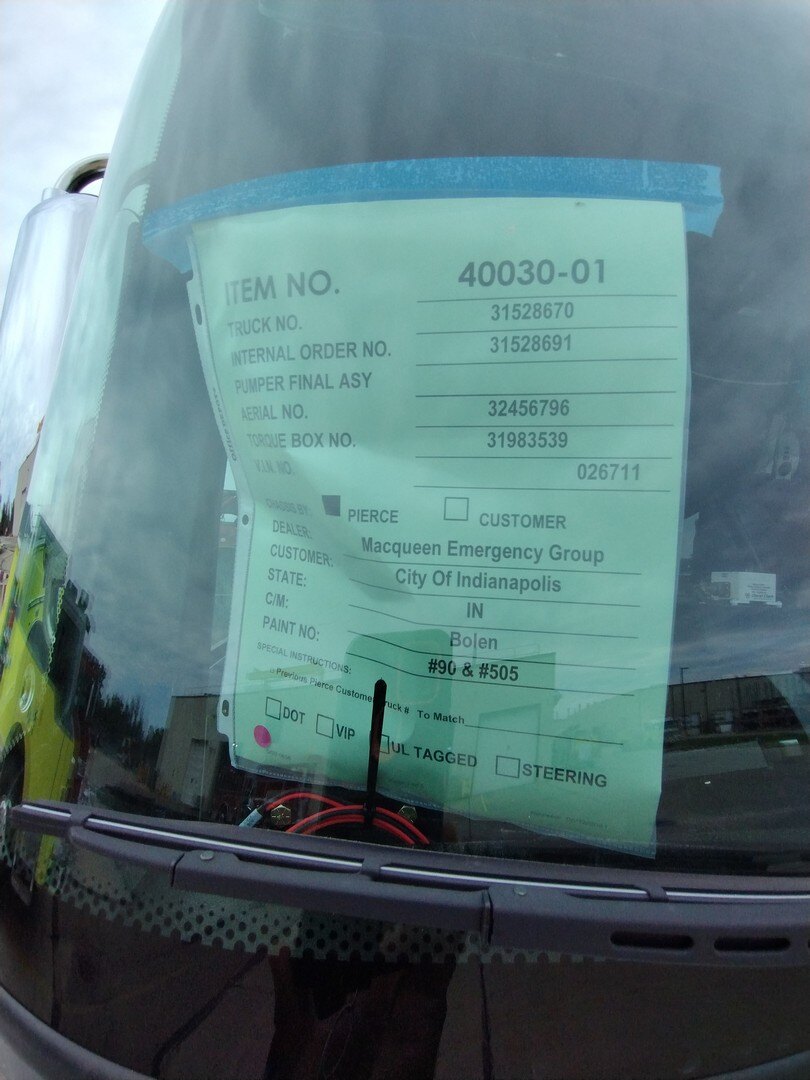 ITEM NO. 40030-01
TRUCK NO. 31528670
INTERNAL ORDER NO. 31528691
PUMPER FINAL ASY
AERIAL NO. 32456796
TORQUE BOX NO. 31983539
V.I.N. NO. 026711
CHASSIS BY: PIERCE CUSTOMER
DEALER: Macqueen Emergency Group
CUSTOMER: City Of Indianapolis
STATE: IN
C/M: Bolen
PAINT NO: #90 & #505
SPECIAL INSTRUCTIONS:
Previous Pierce Customer Truck # To Match
DOT VIP UL TAGGED STEERING